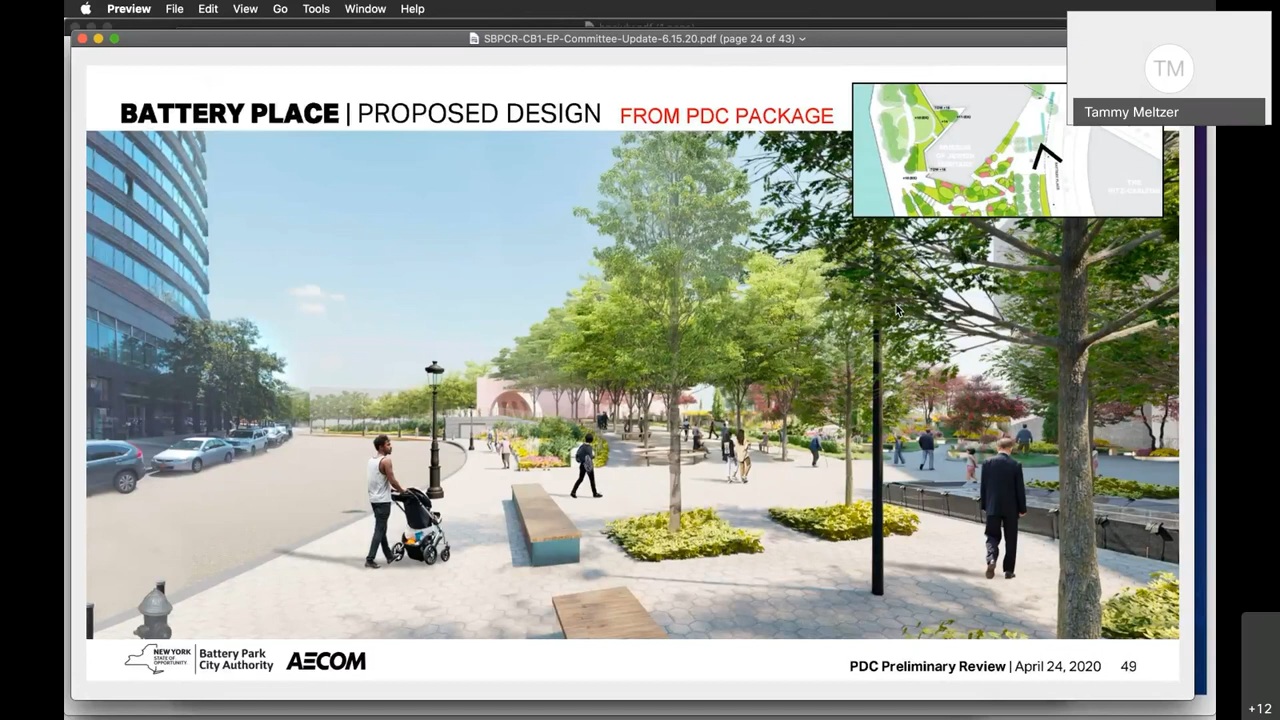 Preview File Edit View Go Tools Window Help
SBPCR-CB1-EP-Committee-Update-6.15.20.pdf (page 24 of 43)
TM
Tammy Meltzer
BATTERY PLACE | PROPOSED DESIGN FROM PDC PACKAGE
NEW YORK
STATE OF
OPPORTUNITY.
Battery Park
City Authority
AECOM
PDC Preliminary Review | April 24, 2020 49
+12